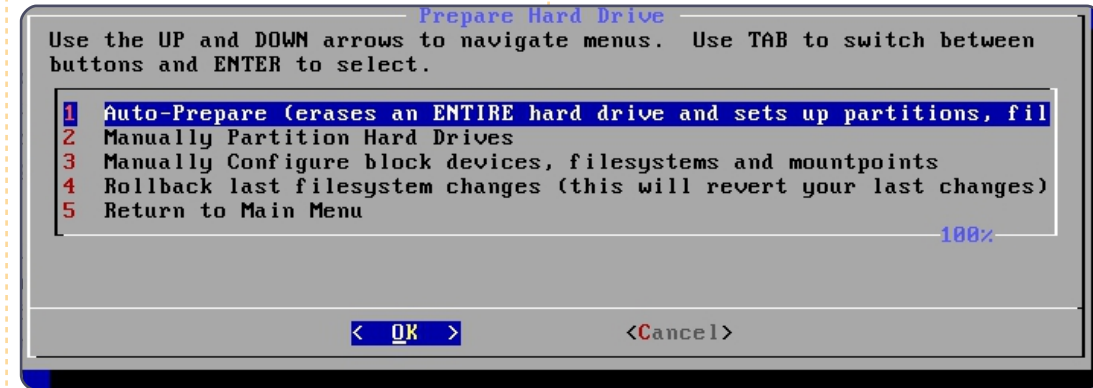 Prepare Hard Drive
Use the UP and DOWN arrows to navigate menus.  Use TAB to switch between
buttons and ENTER to select.
1  Auto-Prepare (erases an ENTIRE hard drive and sets up partitions, fil
2  Manually Partition Hard Drives
3  Manually Configure block devices, filesystems and mountpoints
4  Rollback last filesystem changes (this will revert your last changes)
5  Return to Main Menu
100%
<  OK  > <Cancel>